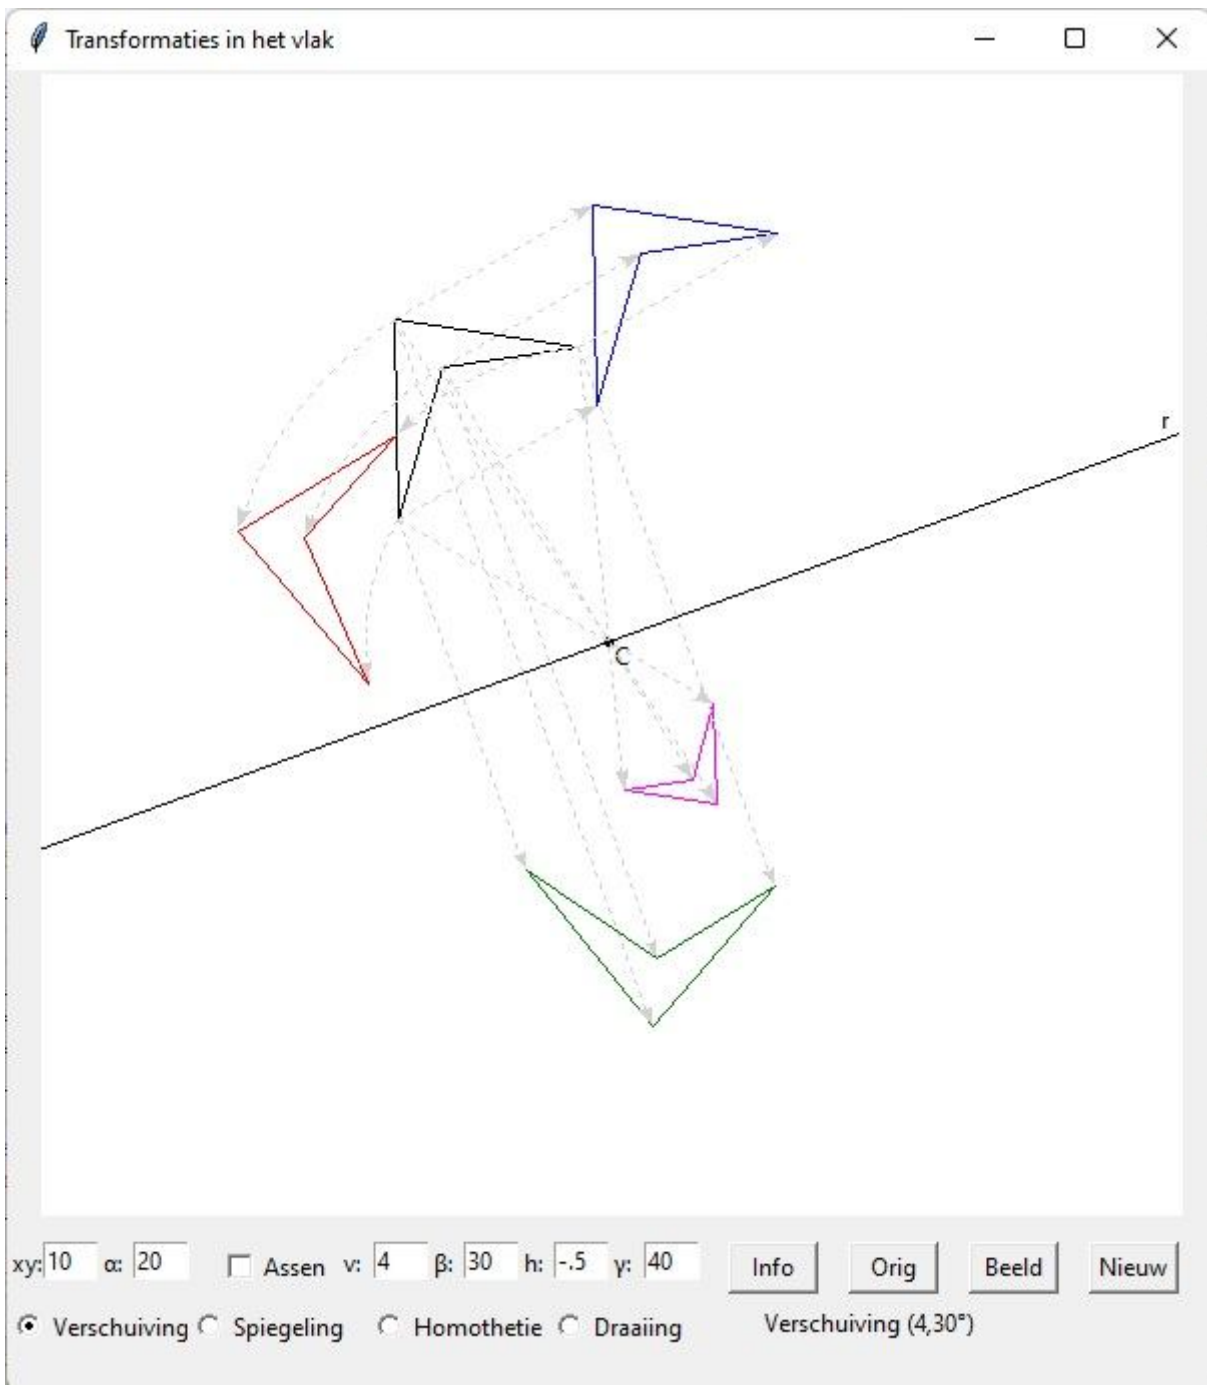 Transformaties in het vlak
r
C
xy: 10 α: 20 Assen v: 4 β: 30 h: -.5 γ: 40 Info Orig Beeld Nieuw
Verschuiving Spiegeling Homothetie Draaiing Verschuiving (4,30°)